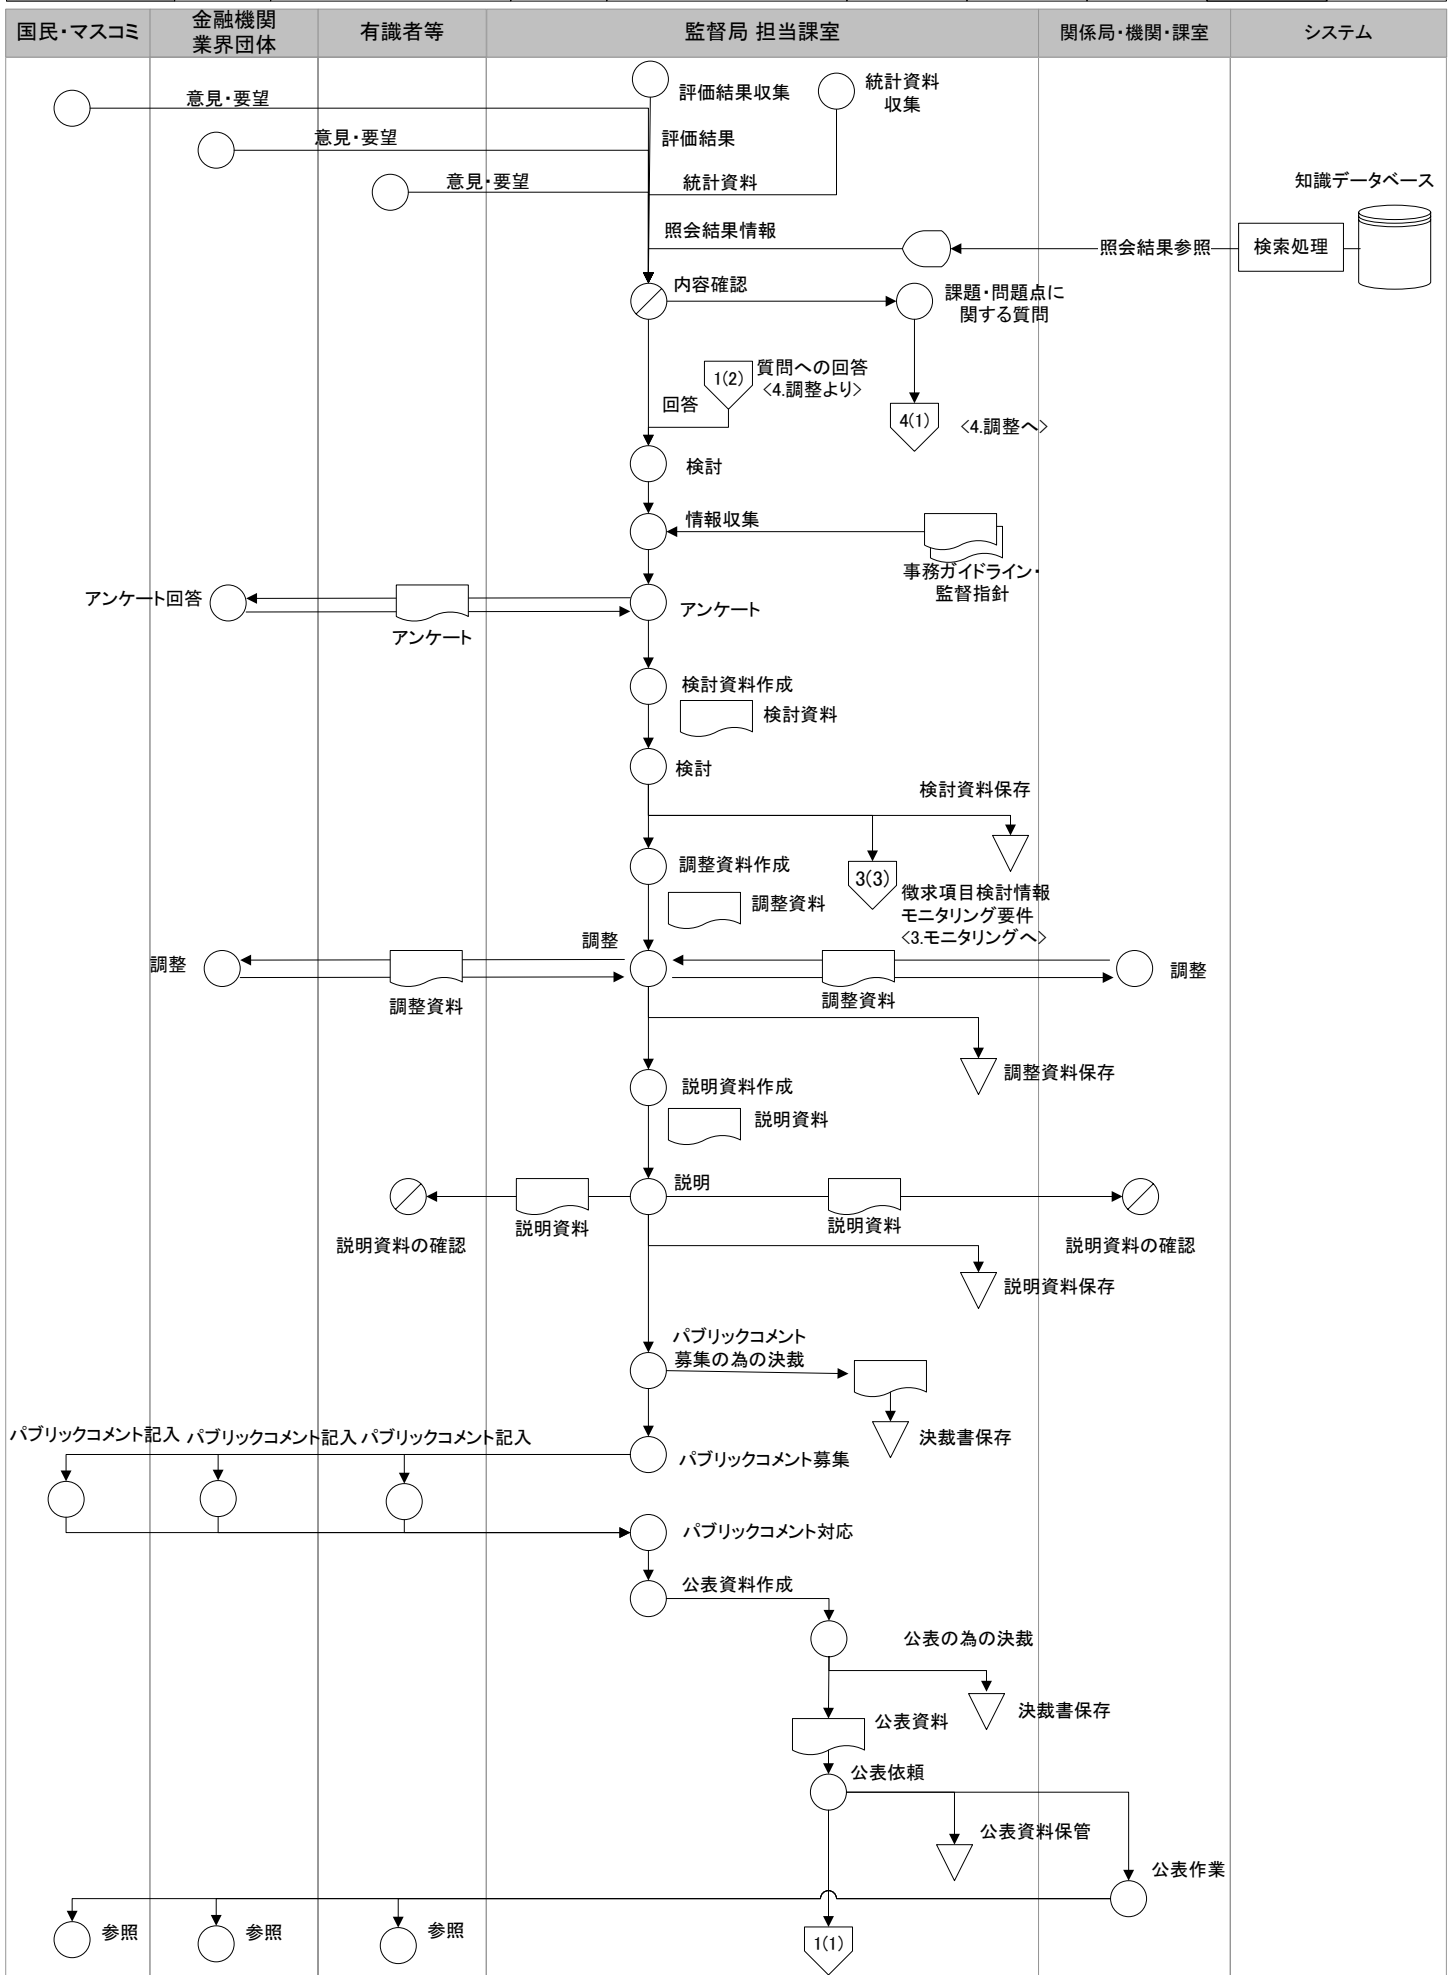 国民・マスコミ
金融機関
業界団体
有識者等
監督局 担当課室
関係局・機関・課室
システム
評価結果収集
統計資料
収集
意見・要望
意見・要望
評価結果
意見・要望
統計資料
知識データベース
照会結果情報
照会結果参照
検索処理
内容確認
課題・問題点に
関する質問
1(2)
質問への回答
<4.調整より>
回答
4(1)
<4.調整へ>
検討
情報収集
事務ガイドライン・
監督指針
アンケート回答
アンケート
アンケート
検討資料作成
検討資料
検討
検討資料保存
調整資料作成
3(3)
徴求項目検討情報
モニタリング要件
<3.モニタリングへ>
調整資料
調整
調整
調整
調整資料
調整資料
調整資料保存
説明資料作成
説明資料
説明
説明資料
説明資料
説明資料の確認
説明資料の確認
説明資料保存
パブリックコメント
募集の為の決裁
決裁書保存
パブリックコメント記入
パブリックコメント記入
パブリックコメント記入
パブリックコメント募集
パブリックコメント対応
公表資料作成
公表の為の決裁
決裁書保存
公表資料
公表依頼
公表資料保管
公表作業
参照
参照
参照
1(1)